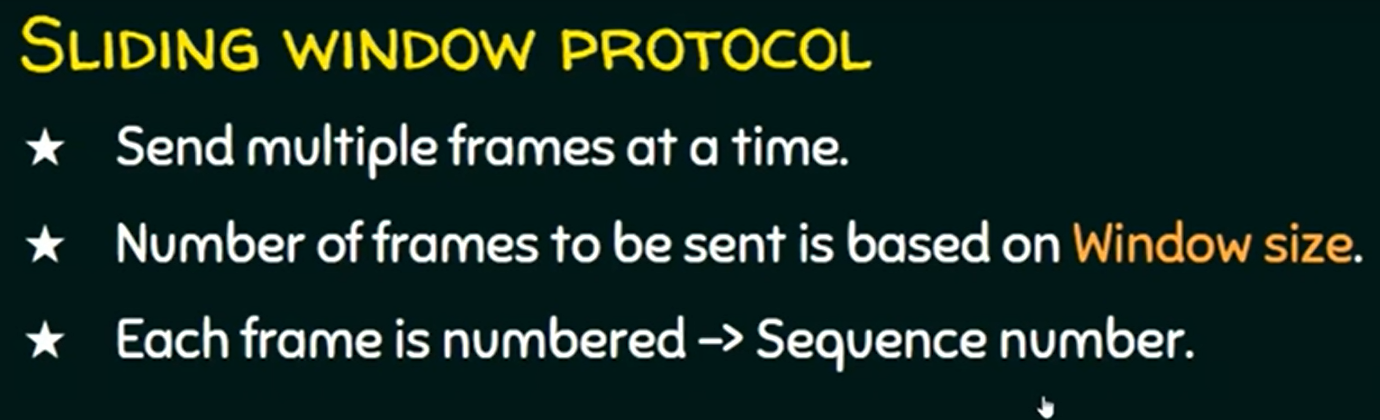 SLIDING WINDOW PROTOCOL
★ Send multiple frames at a time.
★ Number of frames to be sent is based on Window size.
★ Each frame is numbered -> Sequence number.